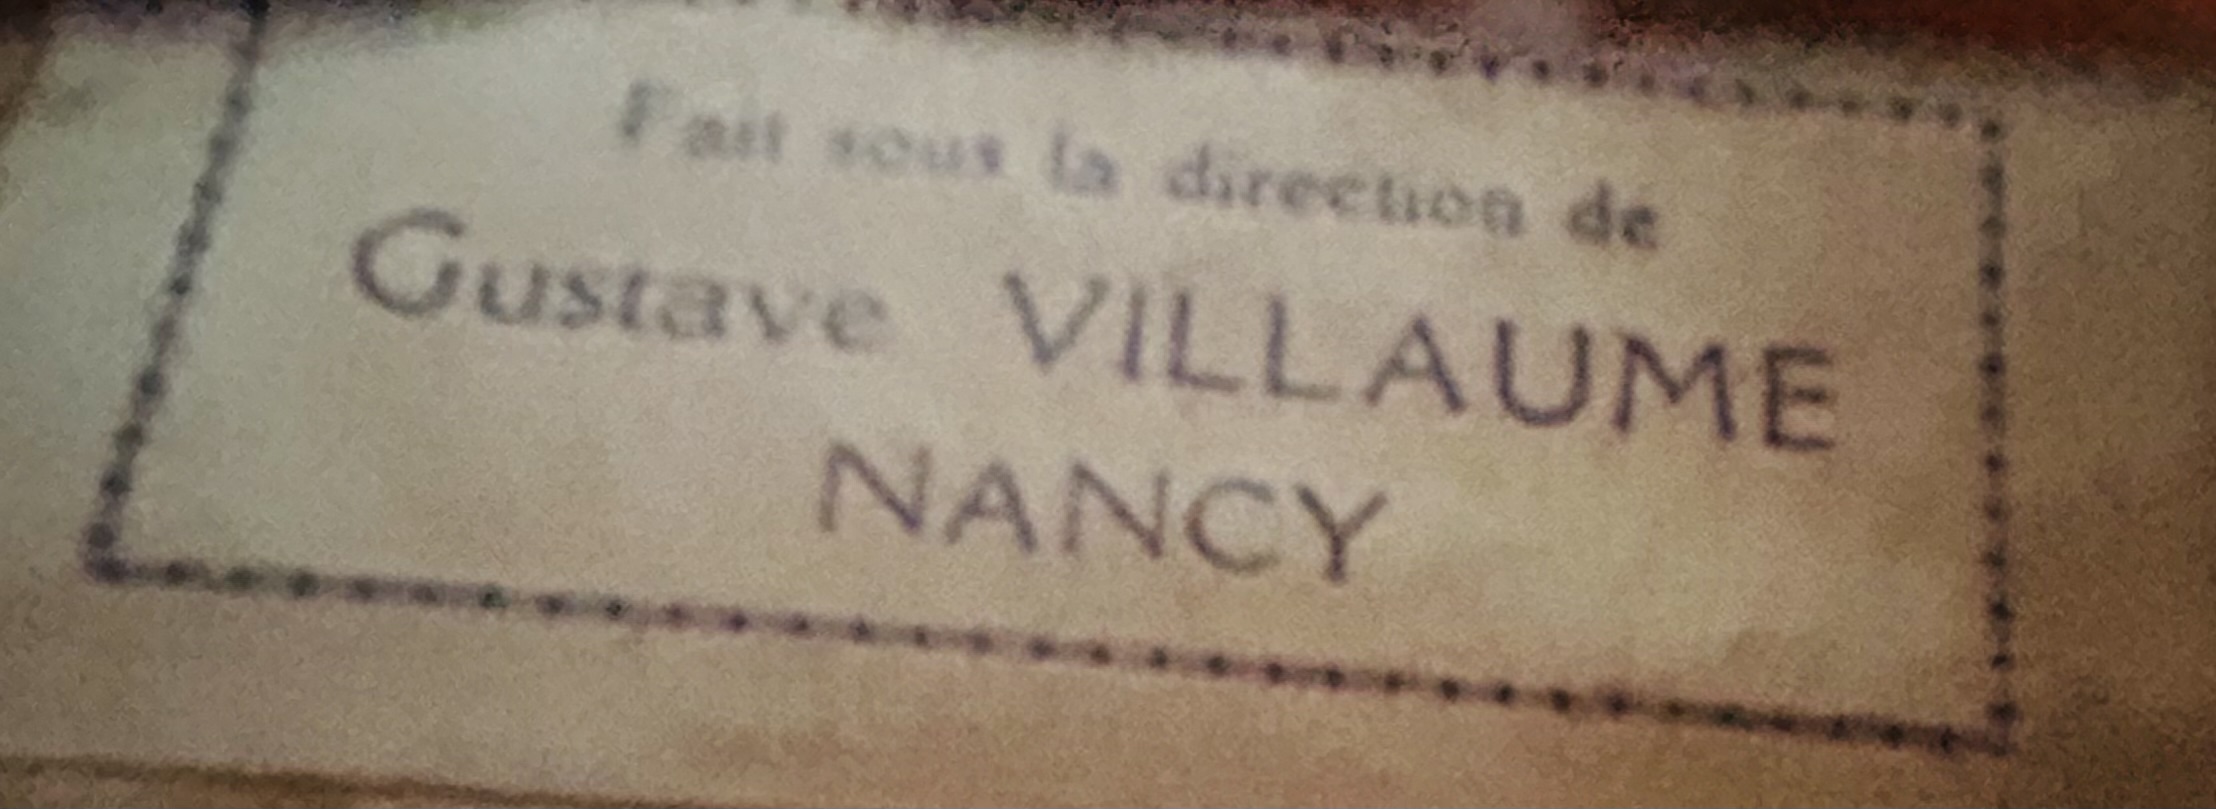 Fait sous la direction de
Gustave VILLAUME
NANCY